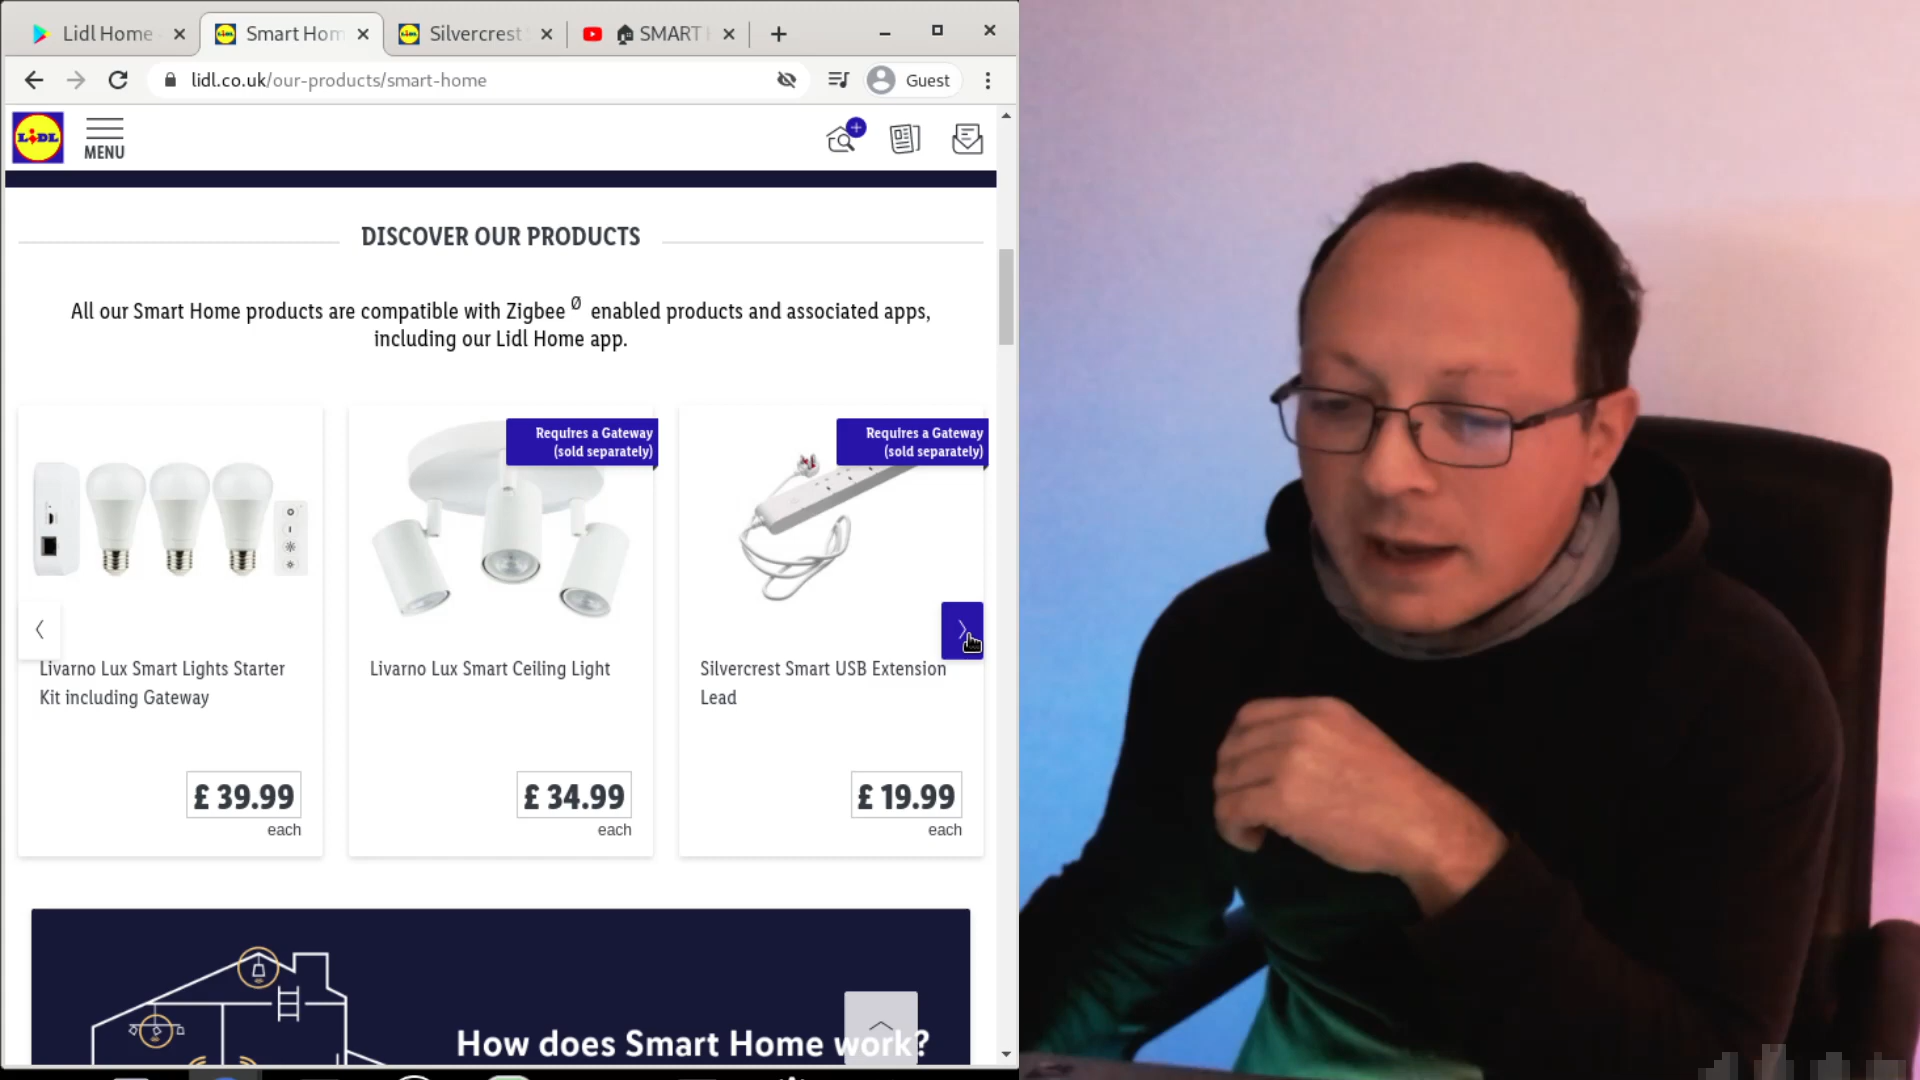 Lidl Home
Smart Hom
Silvercrest
SMART
lidl.co.uk/our-products/smart-home
Guest
LIDL
MENU
DISCOVER OUR PRODUCTS
All our Smart Home products are compatible with Zigbee Ø enabled products and associated apps,
including our Lidl Home app.
Requires a Gateway
(sold separately)
Requires a Gateway
(sold separately)
Livarno Lux Smart Lights Starter
Kit including Gateway
Livarno Lux Smart Ceiling Light
Silvercrest Smart USB Extension
Lead
£ 39.99
each
£ 34.99
each
£ 19.99
each
How does Smart Home work?